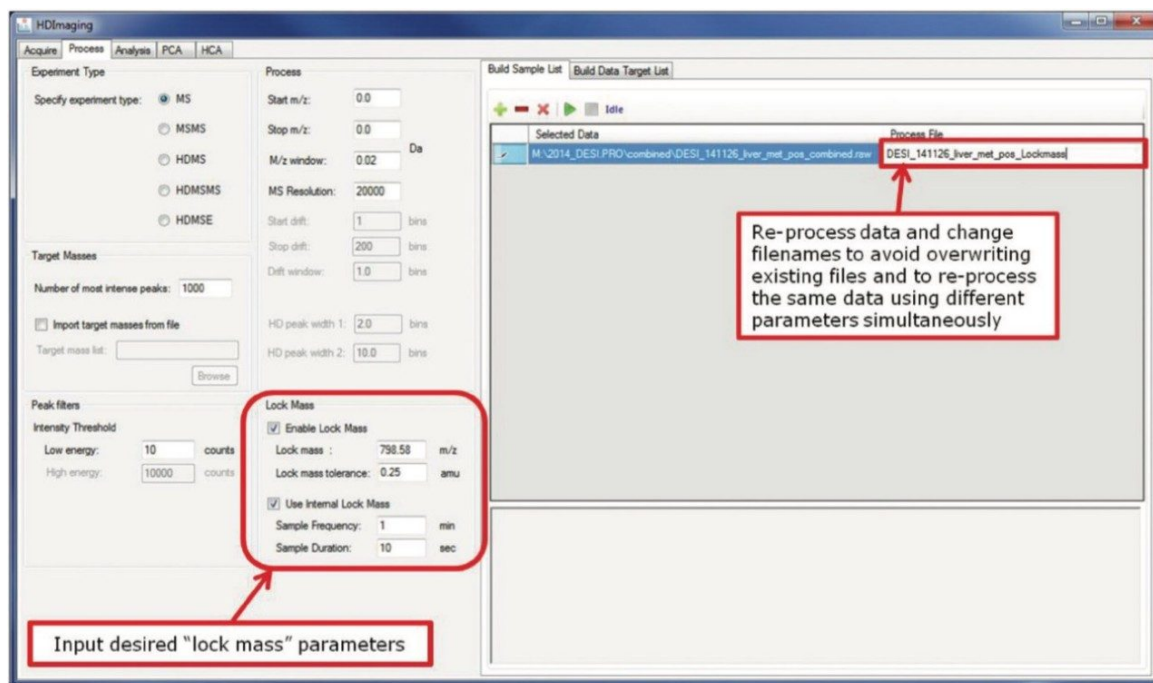 HDImaging
Acquire Process Analysis PCA HCA
Experiment Type
Specify experiment type: MS
MSMS
HDMS
HDMSMS
HDMSE
Target Masses
Number of most intense peaks: 1000
Import target masses from file
Target mass list:
Browse
Peak filters
Intensity Threshold
Low energy: 10 counts
High energy: 10000 counts
Process
Start m/z: 0.0
Stop m/z: 0.0
Da
M/z window: 0.02
MS Resolution: 20000
Start drift: 1 bins
Stop drift: 200 bins
Drift window: 1.0 bins
HD peak width 1: 2.0 bins
HD peak width 2: 10.0 bins
Lock Mass
Enable Lock Mass
Lock mass : 798.58 m/z
Lock mass tolerance: 0.25 amu
Use Internal Lock Mass
Sample Frequency: 1 min
Sample Duration: 10 sec
Input desired “lock mass” parameters
Build Sample List Build Data Target List
Idle
Selected Data Process File
M:\2014_DESI.PRO\combined\DESI_141126_liver_met_pos_combined.raw DESI_141126_liver_met_pos_Lockmass
Re-process data and change
filenames to avoid overwriting
existing files and to re-process
the same data using different
parameters simultaneously